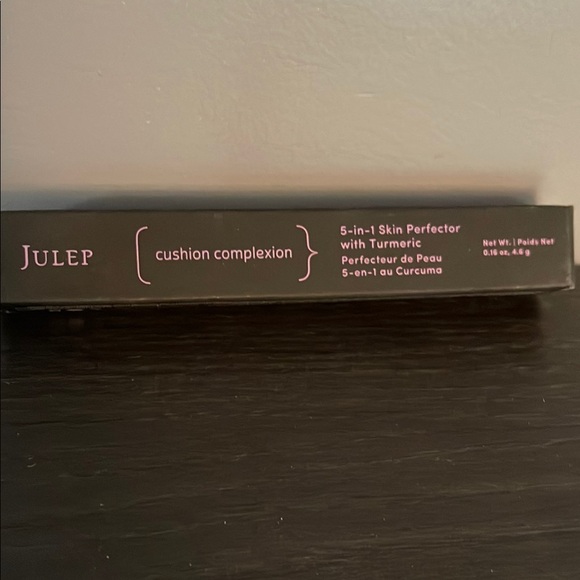 JULEP
cushion complexion
5-in-1 Skin Perfector
with Turmeric
Perfecteur de Peau
5-en-1 au Curcuma
Net Wt. | Poids Net
0.16 oz, 4.6 g